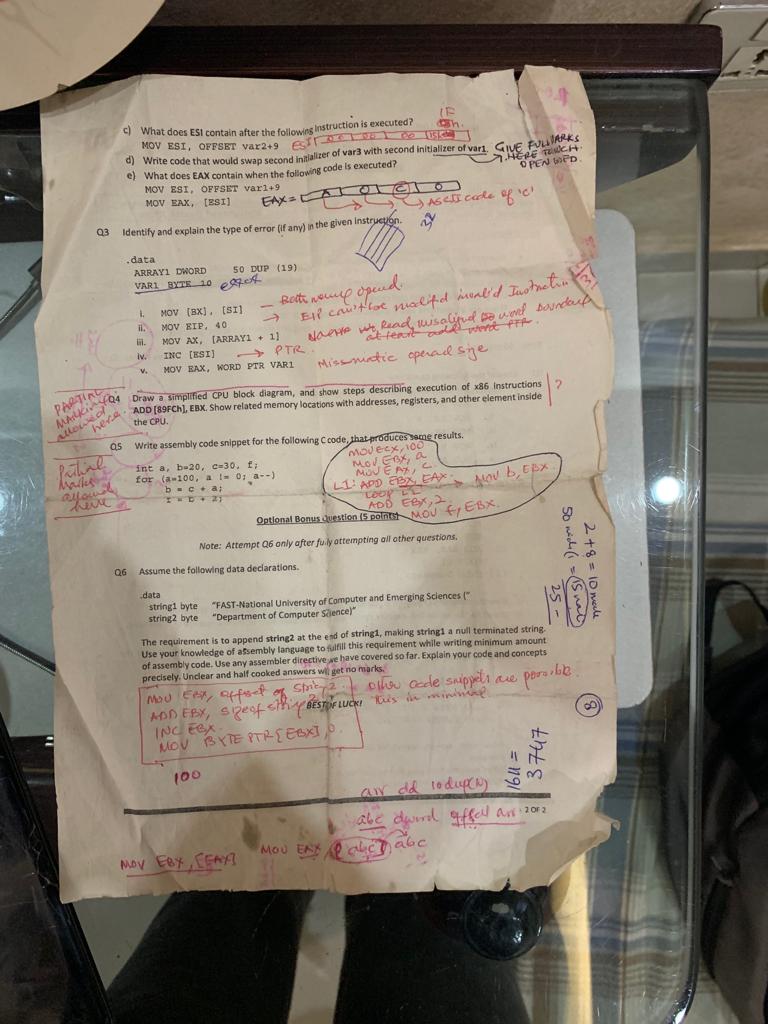 c) What does ESI contain after the following instruction is executed?
1F
MOV ESI, OFFSET var2+9
ESI 00 00 00
d) Write code that would swap second initializer of var3 with second initializer of var1.
GIVE FULL MARKS
HERE
OPEN
e) What does EAX contain when the following code is executed?
MOV ESI, OFFSET var1+9
MOV EAX, [ESI]
EAX = A 0 C 0
ASCII code of 'c'
Q3 Identify and explain the type of error (if any) in the given instruction.
.data
ARRAY1 DWORD 50 DUP (19)
VAR1 BYTE 10 error
i. MOV [BX], [SI] — Both memory operand.
ii. MOV EIP, 40 → EIP can't be modified invalid Instruction
iii. MOV AX, [ARRAY1 + 1] we Read misaligned word boundary
at least add word PTR.
iv. INC [ESI] → PTR
v. MOV EAX, WORD PTR VAR1 Missmatic operad size
PARTIAL
MARKING
allowed
here
Q4 Draw a simplified CPU block diagram, and show steps describing execution of x86 Instructions
ADD [89FCh], EBX. Show related memory locations with addresses, registers, and other element inside
the CPU.
?
Q5 Write assembly code snippet for the following C code, that produces same results.
Partial
Marks
allowed
here
int a, b=20, c=30, f;
for (a=100, a != 0; a--)
b = c + a;
f = b + 2;
MOV ecx, 100
MOV EBX, a
MOV EAX, c
L1: ADD EBX, EAX. → MOV b, EBX
LOOP L1
ADD EBX, 2
MOV f, EBX.
Optional Bonus Question (5 points)
Note: Attempt Q6 only after fully attempting all other questions.
2 + 8 = 10 mark
50 = 15
25 -
Q6 Assume the following data declarations.
.data
string1 byte "FAST-National University of Computer and Emerging Sciences ("
string2 byte "Department of Computer Science)"
The requirement is to append string2 at the end of string1, making string1 a null terminated string.
Use your knowledge of assembly language to fulfill this requirement while writing minimum amount
of assembly code. Use any assembler directive we have covered so far. Explain your code and concepts
precisely. Unclear and half cooked answers will get no marks.
MOV EBX, offset of string2
ADD EBX, sizeof string2
INC EBX.
MOV BYTE PTR [EBX], 0
Other code snippets are possible.
this in minimal
BEST OF LUCK!
8
1611 =
3747
100
arr dd 10dup(N)
2 OF 2
abc dword offset arr
MOV EAX, [abc] abc
MOV EBX, [EAX]